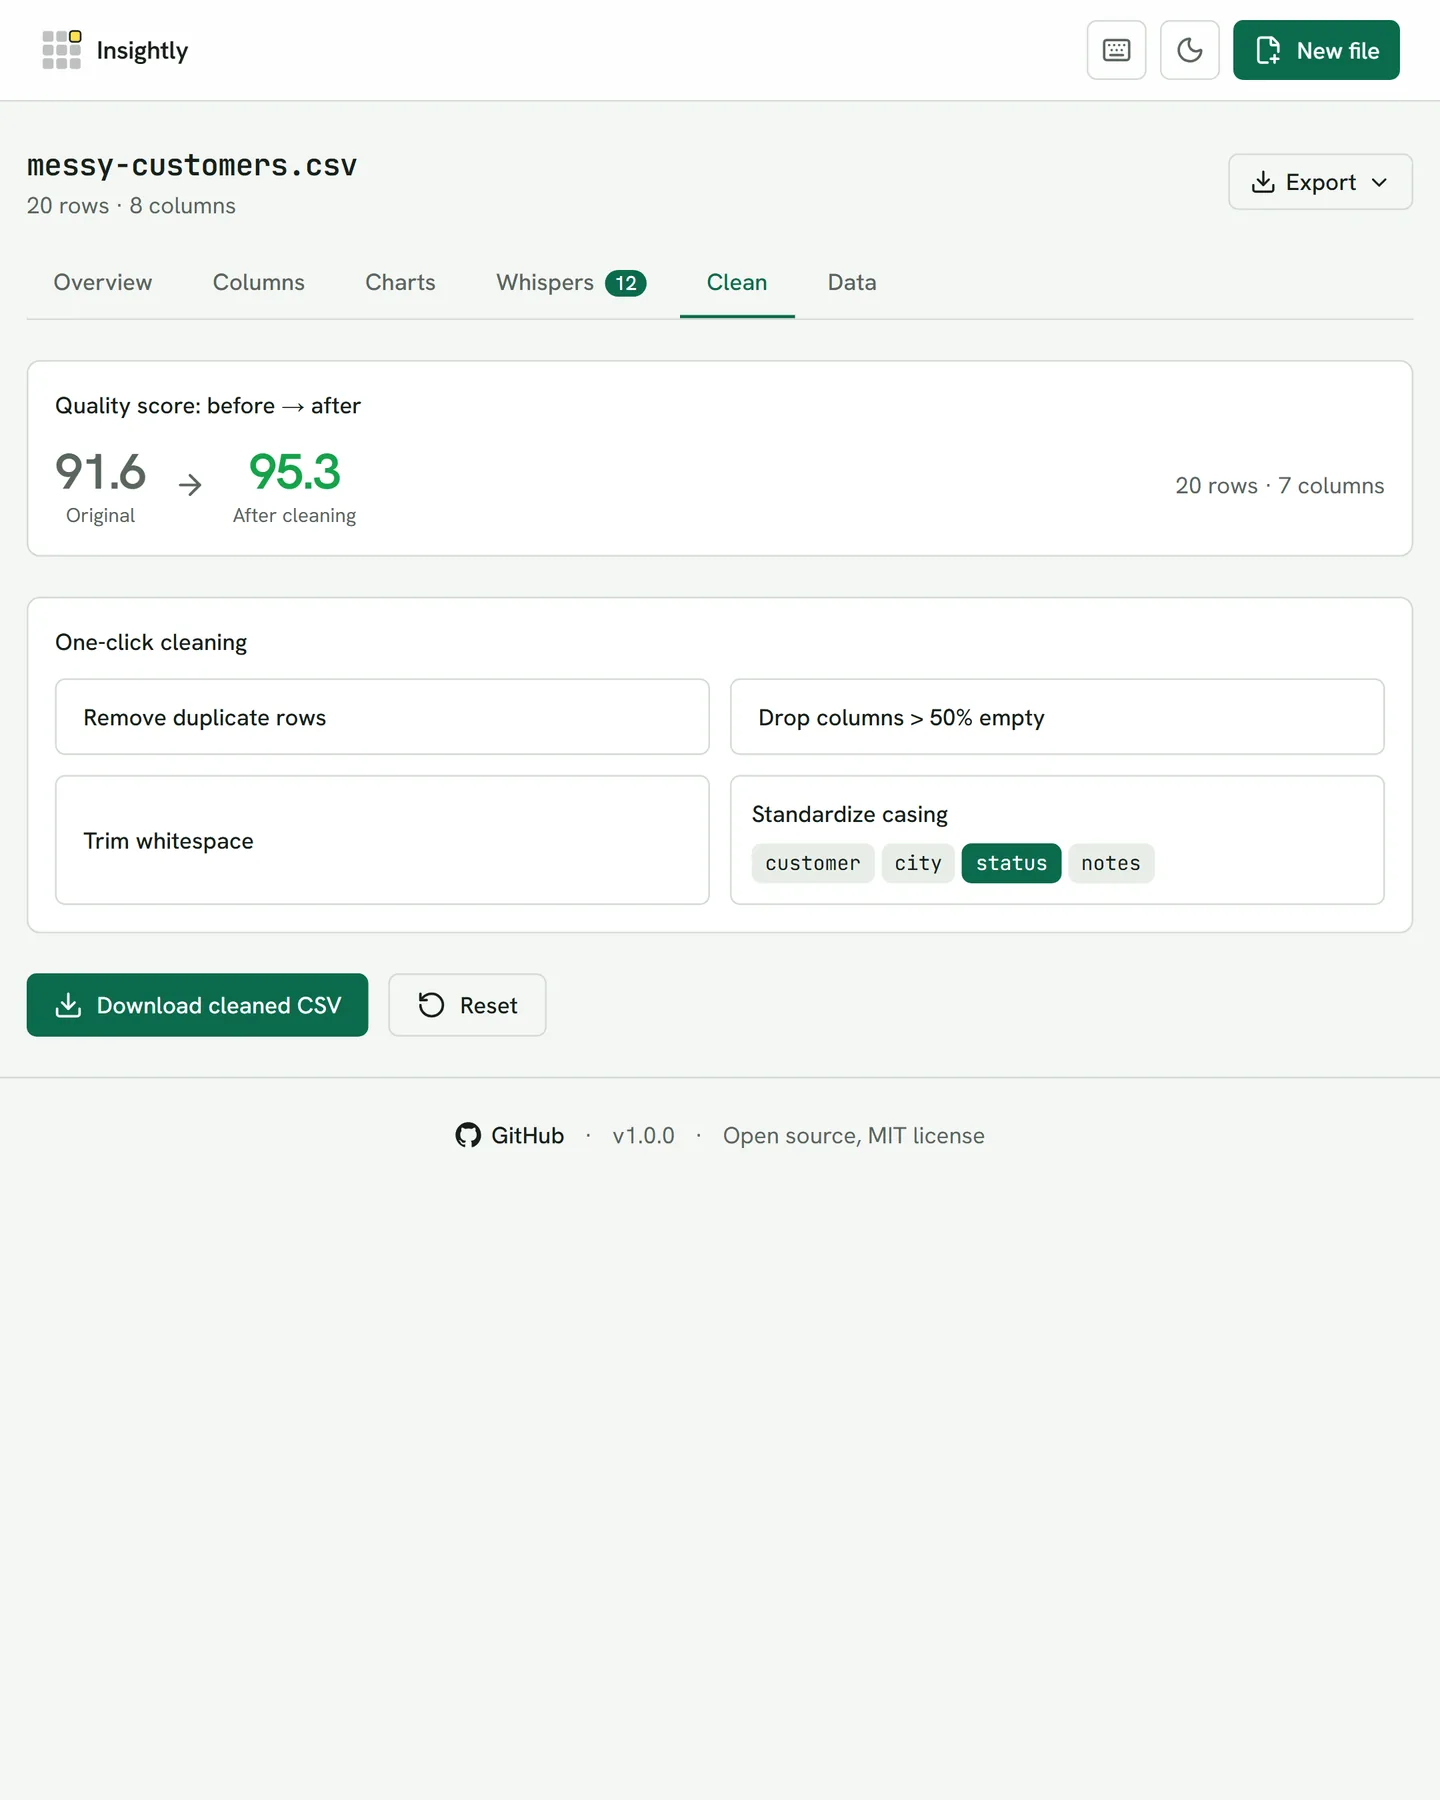 Insightly
New file
messy-customers.csv
20 rows · 8 columns
Export
Overview Columns Charts Whispers 12 Clean Data
Quality score: before → after
91.6 → 95.3
Original After cleaning
20 rows · 7 columns
One-click cleaning
Remove duplicate rows
Drop columns > 50% empty
Trim whitespace
Standardize casing
customer city status notes
Download cleaned CSV
Reset
GitHub · v1.0.0 · Open source, MIT license